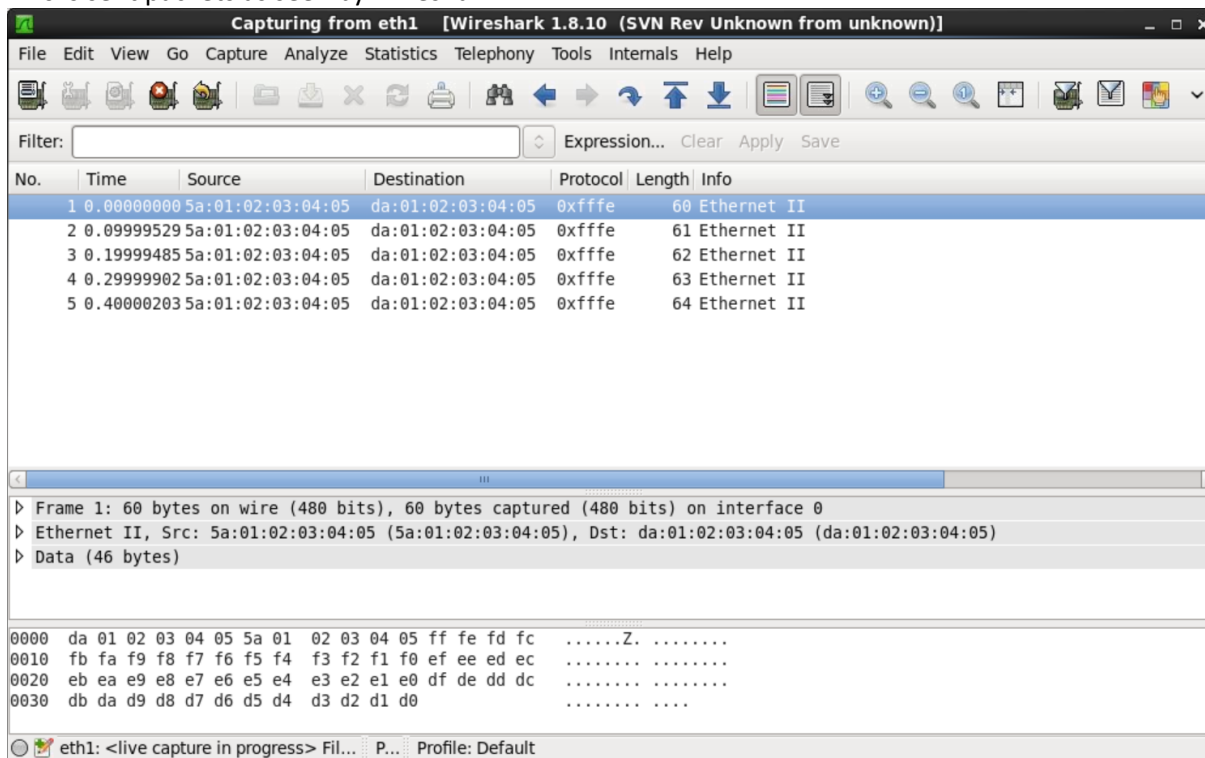 Capturing from eth1 [Wireshark 1.8.10 (SVN Rev Unknown from unknown)]
File Edit View Go Capture Analyze Statistics Telephony Tools Internals Help
Filter: Expression... Clear Apply Save
No. Time Source Destination Protocol Length Info
1 0.00000000 5a:01:02:03:04:05 da:01:02:03:04:05 0xfffe 60 Ethernet II
2 0.09999529 5a:01:02:03:04:05 da:01:02:03:04:05 0xfffe 61 Ethernet II
3 0.19999485 5a:01:02:03:04:05 da:01:02:03:04:05 0xfffe 62 Ethernet II
4 0.29999902 5a:01:02:03:04:05 da:01:02:03:04:05 0xfffe 63 Ethernet II
5 0.40000203 5a:01:02:03:04:05 da:01:02:03:04:05 0xfffe 64 Ethernet II
Frame 1: 60 bytes on wire (480 bits), 60 bytes captured (480 bits) on interface 0
Ethernet II, Src: 5a:01:02:03:04:05 (5a:01:02:03:04:05), Dst: da:01:02:03:04:05 (da:01:02:03:04:05)
Data (46 bytes)
0000 da 01 02 03 04 05 5a 01 02 03 04 05 ff fe fd fc ......Z. ........
0010 fb fa f9 f8 f7 f6 f5 f4 f3 f2 f1 f0 ef ee ed ec ........ ........
0020 eb ea e9 e8 e7 e6 e5 e4 e3 e2 e1 e0 df de dd dc ........ ........
0030 db da d9 d8 d7 d6 d5 d4 d3 d2 d1 d0 ........ ....
eth1: <live capture in progress> Fil... P... Profile: Default